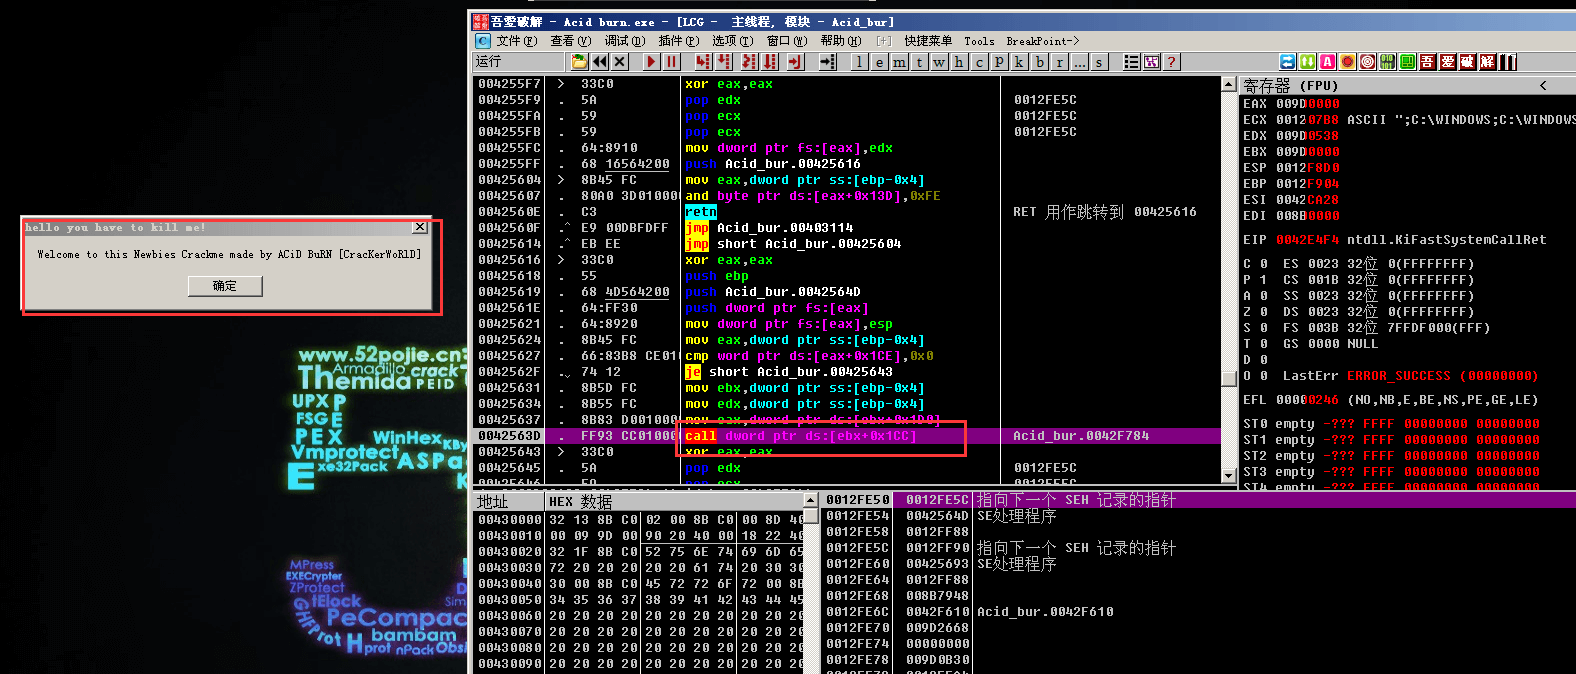 吾爱破解 - Acid burn.exe - [LCG - 主线程, 模块 - Acid_bur]
文件(F) 查看(V) 调试(D) 插件(P) 选项(T) 窗口(W) 帮助(H) [+] 快捷菜单 Tools BreakPoint->
运行 l e m t w h c p k b r ... s ? 吾 爱 破 解
004255F7 > 33C0 xor eax,eax
004255F9 . 5A pop edx 0012FE5C
004255FA . 59 pop ecx 0012FE5C
004255FB . 59 pop ecx 0012FE5C
004255FC . 64:8910 mov dword ptr fs:[eax],edx
004255FF . 68 16564200 push Acid_bur.00425616
00425604 > 8B45 FC mov eax,dword ptr ss:[ebp-0x4]
00425607 . 80A0 3D01000 and byte ptr ds:[eax+0x13D],0xFE
0042560E . C3 retn RET 用作跳转到 00425616
0042560F .^ E9 00DBFDFF jmp Acid_bur.00403114
00425614 .^ EB EE jmp short Acid_bur.00425604
00425616 > 33C0 xor eax,eax
00425618 . 55 push ebp
00425619 . 68 4D564200 push Acid_bur.0042564D
0042561E . 64:FF30 push dword ptr fs:[eax]
00425621 . 64:8920 mov dword ptr fs:[eax],esp
00425624 . 8B45 FC mov eax,dword ptr ss:[ebp-0x4]
00425627 . 66:83B8 CE01 cmp word ptr ds:[eax+0x1CE],0x0
0042562F .v 74 12 je short Acid_bur.00425643
00425631 . 8B5D FC mov ebx,dword ptr ss:[ebp-0x4]
00425634 . 8B55 FC mov edx,dword ptr ss:[ebp-0x4]
00425637 . 8B83 D001000 mov eax,dword ptr ds:[ebx+0x1D0]
0042563D . FF93 CC01000 call dword ptr ds:[ebx+0x1CC] Acid_bur.0042F784
00425643 > 33C0 xor eax,eax
00425645 . 5A pop edx 0012FE5C
寄存器 (FPU) <
EAX 009D0000
ECX 001207B8 ASCII ";C:\WINDOWS;C:\WINDOWS
EDX 009D0538
EBX 009D0000
ESP 0012F8D0
EBP 0012F904
ESI 0042CA28
EDI 008B0000
EIP 0042E4F4 ntdll.KiFastSystemCallRet
C 0 ES 0023 32位 0(FFFFFFFF)
P 1 CS 001B 32位 0(FFFFFFFF)
A 0 SS 0023 32位 0(FFFFFFFF)
Z 0 DS 0023 32位 0(FFFFFFFF)
S 0 FS 003B 32位 7FFDF000(FFF)
T 0 GS 0000 NULL
D 0
O 0 LastErr ERROR_SUCCESS (00000000)
EFL 00000246 (NO,NB,E,BE,NS,PE,GE,LE)
ST0 empty -??? FFFF 00000000 00000000
ST1 empty -??? FFFF 00000000 00000000
ST2 empty -??? FFFF 00000000 00000000
ST3 empty -??? FFFF 00000000 00000000
ST4 empty -??? FFFF 00000000 00000000
hello you have to kill me!
Welcome to this Newbies Crackme made by ACiD BuRN [CracKerWoRlD]
确定
www.52pojie.cn
Armadillo crack
Themida PEID
UPX P
FSG E
PEX WinHex
Vmprotect
E xe32Pack ASPa
MPress
EXECrypter
ZProtect
tElock
PeCompac
bambam
nPack
地址 HEX 数据
00430000 32 13 8B C0 02 00 8B C0 00 8D 40
00430010 00 09 9D 00 90 20 40 00 18 22 40
00430020 32 1F 8B C0 52 75 6E 74 69 6D 65
00430030 72 20 20 20 20 20 61 74 20 30 30
00430040 30 00 8B C0 45 72 72 6F 72 00 8B
00430050 34 35 36 37 38 39 41 42 43 44 45
00430060 20 20 20 20 20 20 20 20 20 20 20
00430070 20 20 20 20 20 20 20 20 20 20 20
00430080 20 20 20 20 20 20 20 20 20 20 20
00430090 20 20 20 20 20 20 20 20 20 20 20
0012FE50 0012FE5C 指向下一个 SEH 记录的指针
0012FE54 0042564D SE处理程序
0012FE58 0012FF88
0012FE5C 0012FF90 指向下一个 SEH 记录的指针
0012FE60 00425693 SE处理程序
0012FE64 0012FF88
0012FE68 008B7948
0012FE6C 0042F610 Acid_bur.0042F610
0012FE70 009D2668
0012FE74 00000000
0012FE78 009D0B30